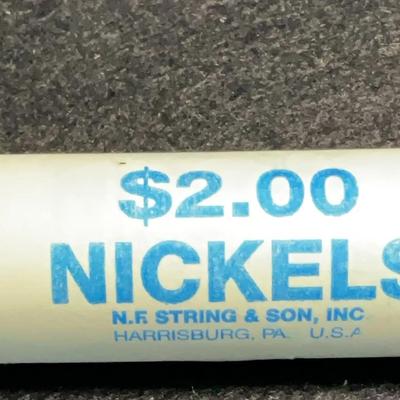 $2.00
NICKELS
N.F. STRING & SON, INC
HARRISBURG, PA. U.S.A